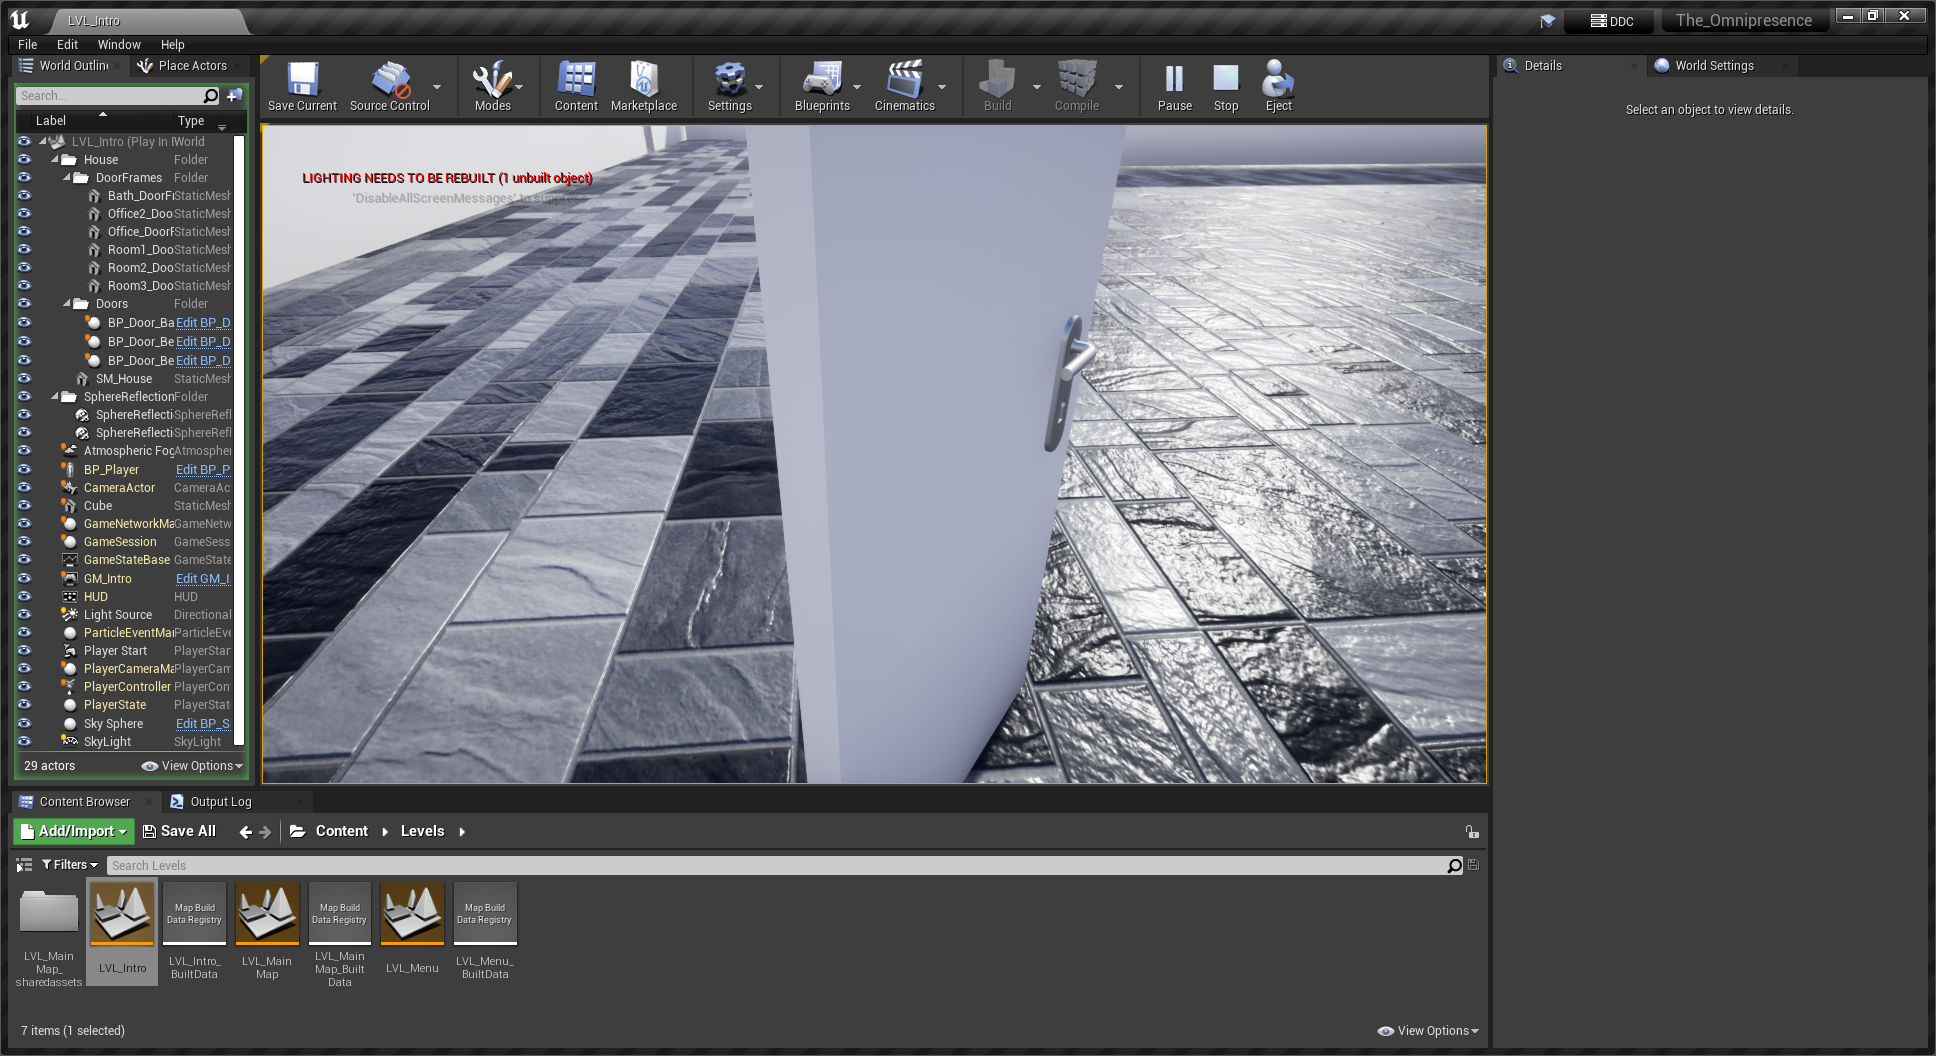 LVL_Intro
DDC
The_Omnipresence
File Edit Window Help
World Outlin
Place Actors
Save Current
Source Control
Modes
Content
Marketplace
Settings
Blueprints
Cinematics
Build
Compile
Pause
Stop
Eject
Details
World Settings
Select an object to view details.
Search...
Label Type
LVL_Intro (Play In E World
House Folder
DoorFrames Folder
Bath_DoorFr StaticMesh
Office2_Doo StaticMesh
Office_DoorF StaticMesh
Room1_Doo StaticMesh
Room2_Doo StaticMesh
Room3_Doo StaticMesh
Doors Folder
BP_Door_Ba Edit BP_D
BP_Door_Be Edit BP_D
BP_Door_Be Edit BP_D
SM_House StaticMesh
SphereReflection Folder
SphereReflecti SphereRefl
SphereReflecti SphereRefl
Atmospheric Fog Atmospher
BP_Player Edit BP_P
CameraActor CameraAc
Cube StaticMesh
GameNetworkMa GameNetw
GameSession GameSess
GameStateBase GameState
GM_Intro Edit GM_I
HUD HUD
Light Source Directional
ParticleEventMan ParticleEve
Player Start PlayerStar
PlayerCameraMa PlayerCam
PlayerController PlayerCon
PlayerState PlayerStat
Sky Sphere Edit BP_S
SkyLight SkyLight
29 actors
View Options
LIGHTING NEEDS TO BE REBUILT (1 unbuilt object)
'DisableAllScreenMessages' to suppress
Content Browser
Output Log
Add/Import
Save All
Content
Levels
Filters
Search Levels
LVL_Main
Map_
sharedassets
LVL_Intro
Map Build
Data Registry
LVL_Intro_
BuiltData
LVL_Main
Map
Map Build
Data Registry
LVL_Main
Map_Built
Data
LVL_Menu
Map Build
Data Registry
LVL_Menu_
BuiltData
7 items (1 selected)
View Options